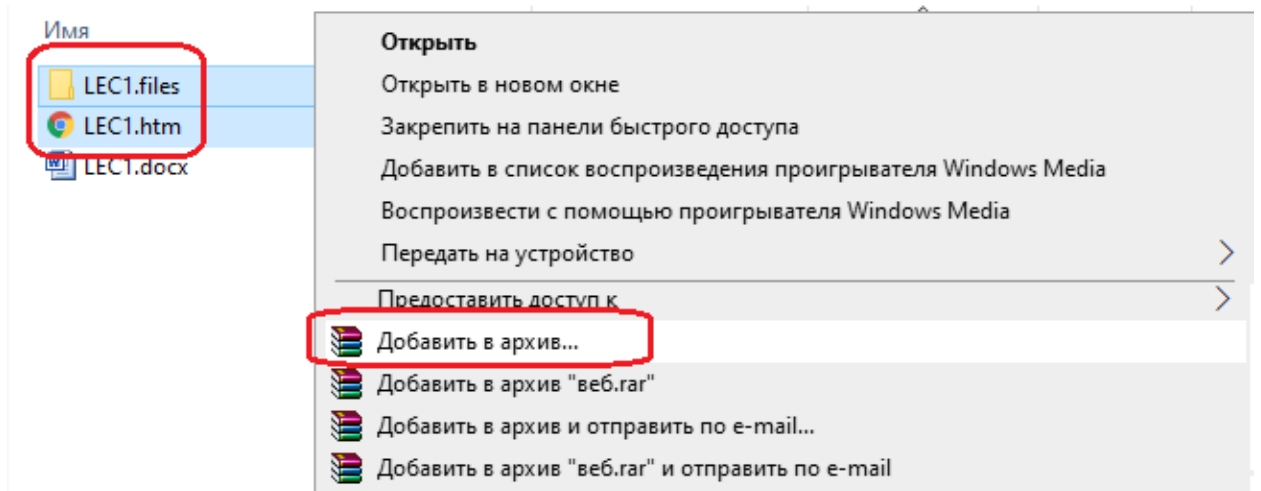 Имя
LEC1.files
LEC1.htm
LEC1.docx
Открыть
Открыть в новом окне
Закрепить на панели быстрого доступа
Добавить в список воспроизведения проигрывателя Windows Media
Воспроизвести с помощью проигрывателя Windows Media
Передать на устройство
Предоставить доступ к
Добавить в архив...
Добавить в архив "веб.rar"
Добавить в архив и отправить по e-mail...
Добавить в архив "веб.rar" и отправить по e-mail